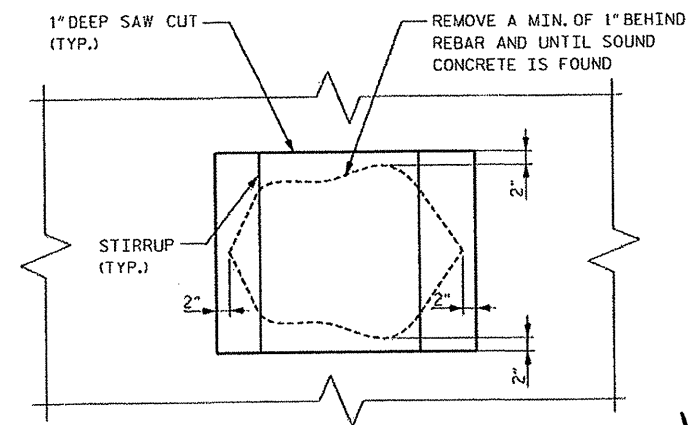 1" DEEP SAW CUT
(TYP.)
REMOVE A MIN. OF 1" BEHIND
REBAR AND UNTIL SOUND
CONCRETE IS FOUND
2"
STIRRUP
(TYP.)
2"
2"
2"